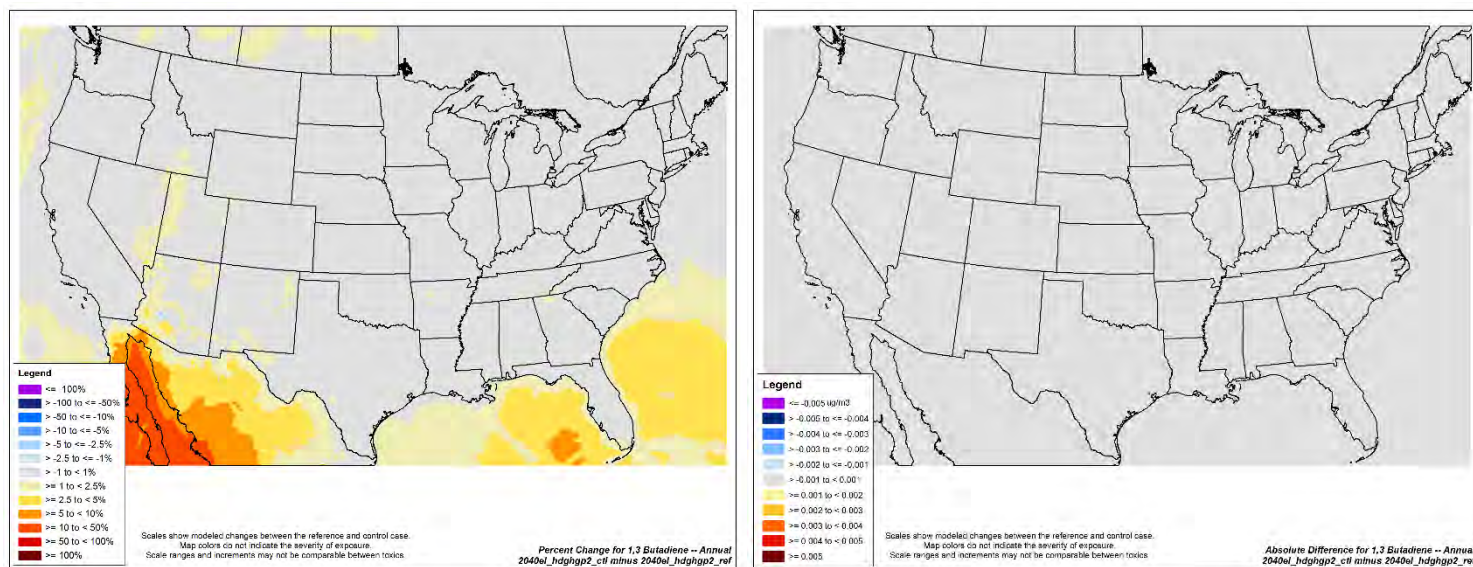 Legend
<= 100%
> -100 to <= -50%
> -50 to <= -10%
> -10 to <= -5%
> -5 to <= -2.5%
> -2.5 to <= -1%
> -1 to < 1%
>= 1 to < 2.5%
>= 2.5 to < 5%
>= 5 to < 10%
>= 10 to < 50%
>= 50 to < 100%
>= 100%
Scales show modeled changes between the reference and control case.
Map colors do not indicate the severity of exposure.
Scale ranges and increments may not be comparable between toxics
Percent Change for 1,3 Butadiene -- Annual
2040el_hdghgp2_ctl minus 2040el_hdghgp2_ref
Legend
<= -0.005 ug/m3
> -0.005 to <= -0.004
> -0.004 to <= -0.003
> -0.003 to <= -0.002
> -0.002 to <= -0.001
> -0.001 to < 0.001
>= 0.001 to < 0.002
>= 0.002 to < 0.003
>= 0.003 to < 0.004
>= 0.004 to < 0.005
>= 0.005
Scales show modeled changes between the reference and control case.
Map colors do not indicate the severity of exposure.
Scale ranges and increments may not be comparable between toxics
Absolute Difference for 1,3 Butadiene -- Annual
2040el_hdghgp2_ctl minus 2040el_hdghgp2_ref